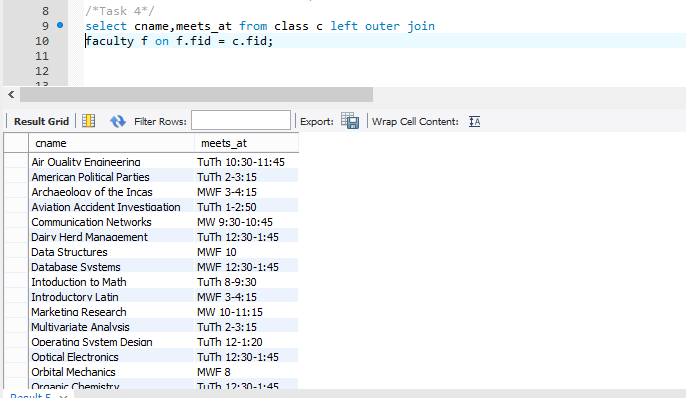 8 /*Task 4*/
9 select cname,meets_at from class c left outer join
10 faculty f on f.fid = c.fid;
11
12
13
Result Grid Filter Rows: Export: Wrap Cell Content:
cname meets_at
Air Quality Engineering TuTh 10:30-11:45
American Political Parties TuTh 2-3:15
Archaeology of the Incas MWF 3-4:15
Aviation Accident Investigation TuTh 1-2:50
Communication Networks MW 9:30-10:45
Dairy Herd Management TuTh 12:30-1:45
Data Structures MWF 10
Database Systems MWF 12:30-1:45
Intoduction to Math TuTh 8-9:30
Introductory Latin MWF 3-4:15
Marketing Research MW 10-11:15
Multivariate Analysis TuTh 2-3:15
Operating System Design TuTh 12-1:20
Optical Electronics TuTh 12:30-1:45
Orbital Mechanics MWF 8
Organic Chemistry TuTh 12:30-1:45
Result 5